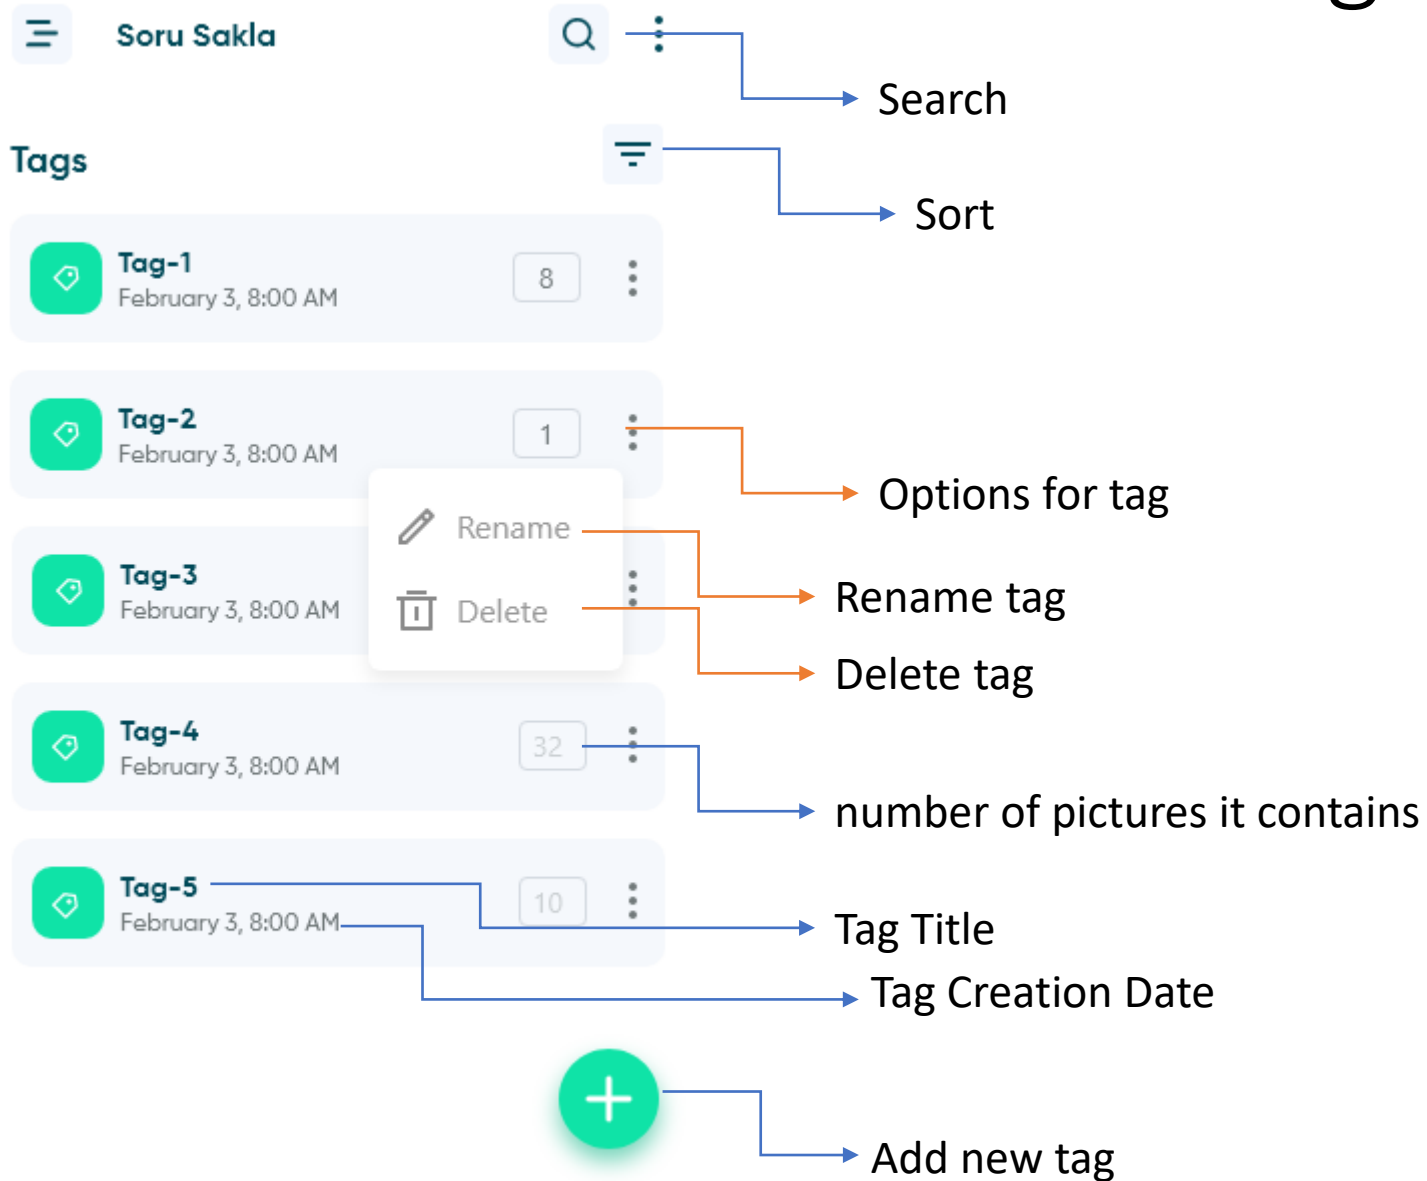 Soru Sakla
Search
Tags
Sort
Tag-1
February 3, 8:00 AM
8
Tag-2
February 3, 8:00 AM
1
Options for tag
Rename
Rename tag
Tag-3
February 3, 8:00 AM
Delete
Delete tag
Tag-4
February 3, 8:00 AM
32
number of pictures it contains
Tag-5
February 3, 8:00 AM
10
Tag Title
Tag Creation Date
Add new tag